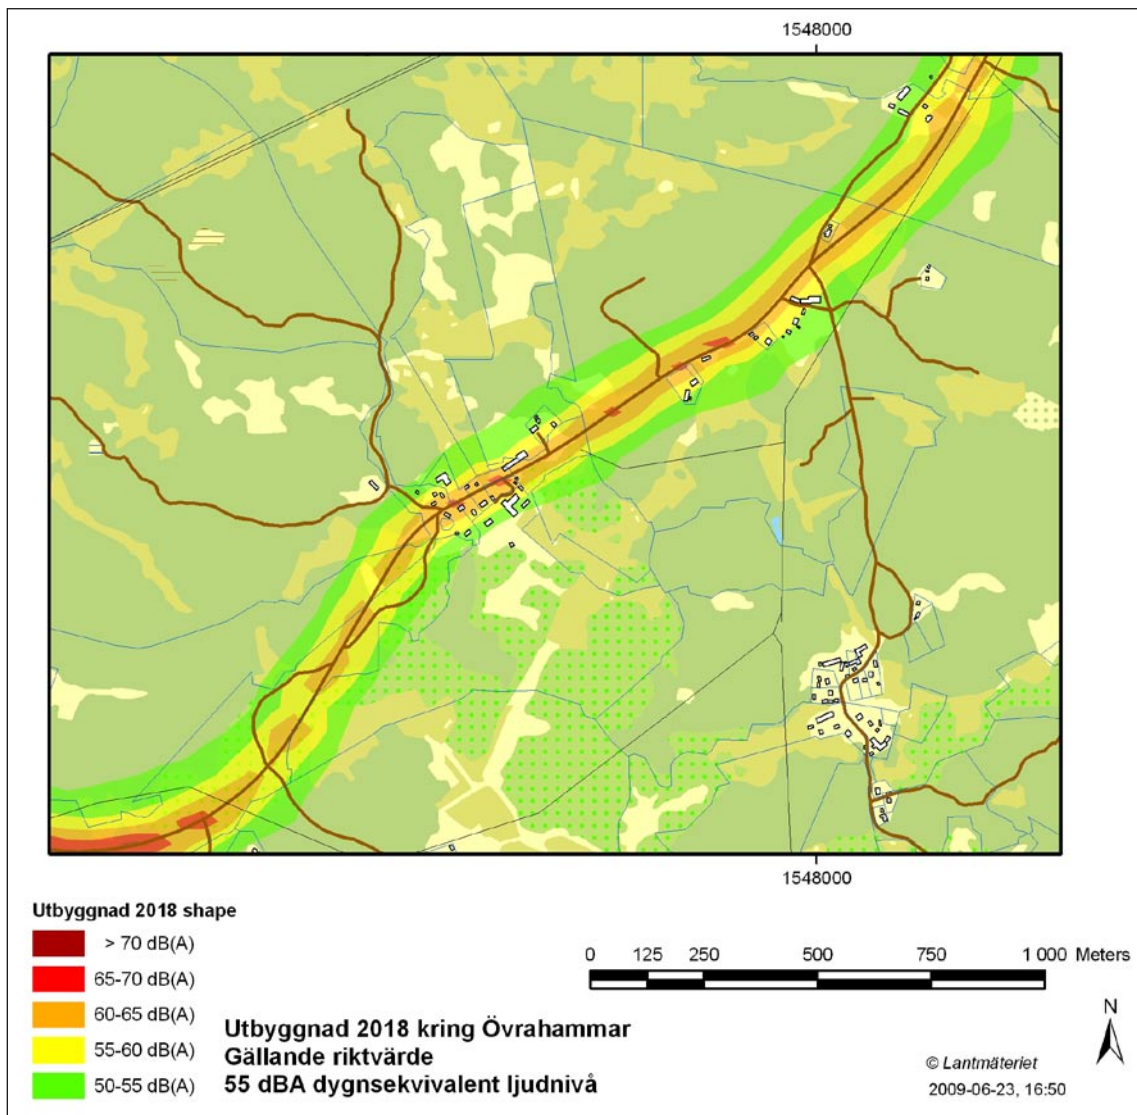 1548000
1548000
Utbyggnad 2018 shape
> 70 dB(A)
65-70 dB(A)
60-65 dB(A)
55-60 dB(A)
50-55 dB(A)
0 125 250 500 750 1 000 Meters
Utbyggnad 2018 kring Övrahammar
Gällande riktvärde
55 dBA dygnsekvivalent ljudnivå
N
© Lantmäteriet
2009-06-23, 16:50